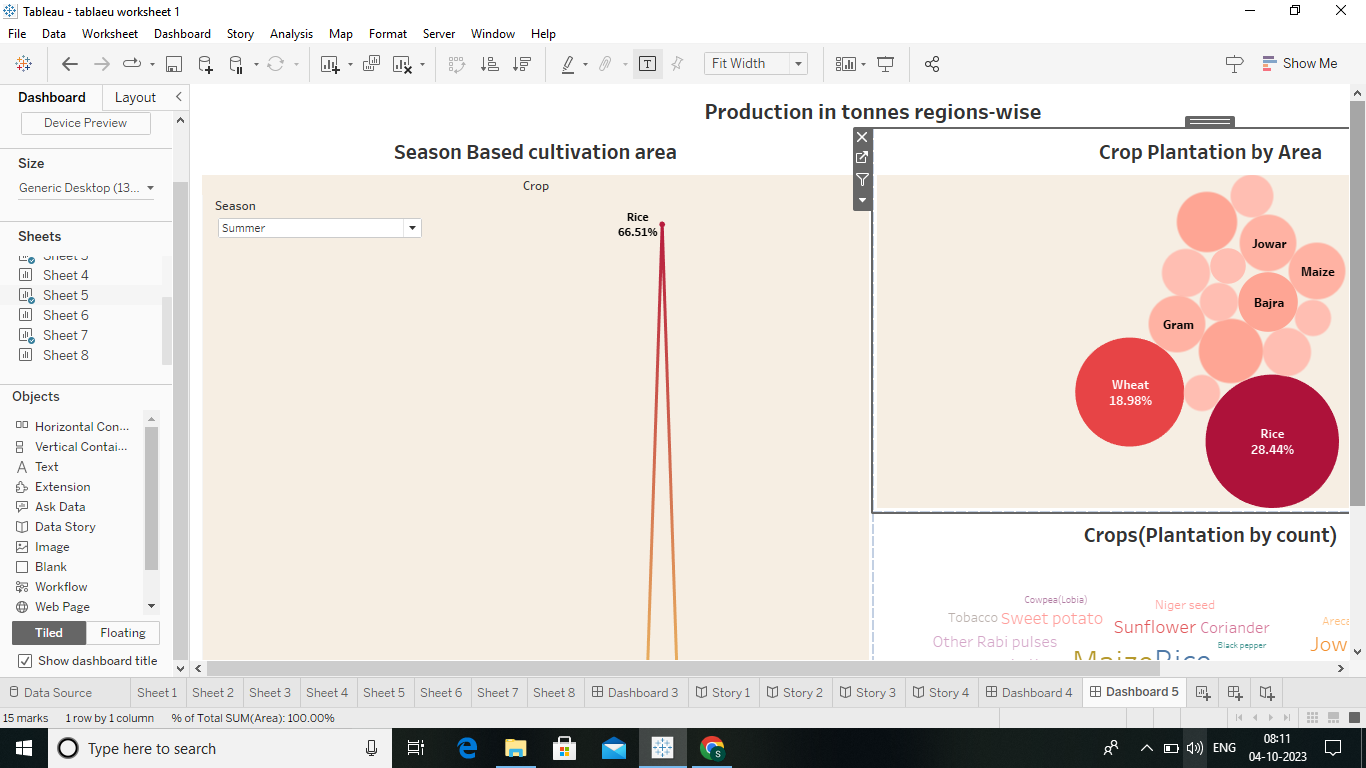 Tableau - tablaeu worksheet 1
File Data Worksheet Dashboard Story Analysis Map Format Server Window Help
Fit Width
Show Me
Dashboard Layout
Device Preview
Size
Generic Desktop (13...
Sheets
Sheet 4
Sheet 5
Sheet 6
Sheet 7
Sheet 8
Objects
Horizontal Con...
Vertical Contai...
Text
Extension
Ask Data
Data Story
Image
Blank
Workflow
Web Page
Tiled Floating
Show dashboard title
Production in tonnes regions-wise
Season Based cultivation area
Crop
Season
Summer
Rice
66.51%
Crop Plantation by Area
Jowar
Maize
Bajra
Gram
Wheat
18.98%
Rice
28.44%
Crops(Plantation by count)
Cowpea(Lobia)
Niger seed
Tobacco Sweet potato
Sunflower Coriander
Other Rabi pulses
Black pepper
Maize Rice
Data Source Sheet 1 Sheet 2 Sheet 3 Sheet 4 Sheet 5 Sheet 6 Sheet 7 Sheet 8 Dashboard 3 Story 1 Story 2 Story 3 Story 4 Dashboard 4 Dashboard 5
15 marks 1 row by 1 column % of Total SUM(Area): 100.00%
Type here to search
S
ENG
08:11
04-10-2023